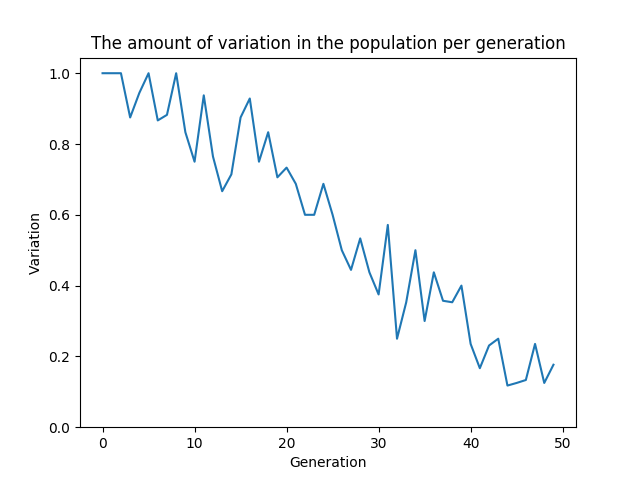 The amount of variation in the population per generation
1.0
0.8
0.6
0.4
0.2
0.0
Variation
0 10 20 30 40 50
Generation